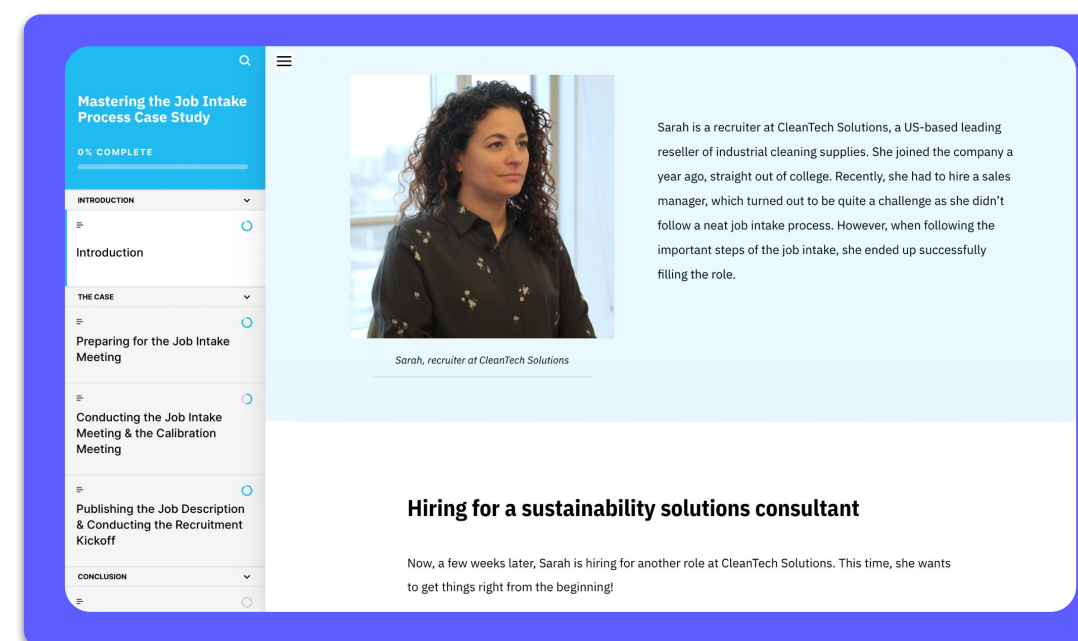 Mastering the Job Intake
Process Case Study
0% COMPLETE
INTRODUCTION
Introduction
THE CASE
Preparing for the Job Intake
Meeting
Conducting the Job Intake
Meeting & the Calibration
Meeting
Publishing the Job Description
& Conducting the Recruitment
Kickoff
CONCLUSION
Sarah is a recruiter at CleanTech Solutions, a US-based leading
reseller of industrial cleaning supplies. She joined the company a
year ago, straight out of college. Recently, she had to hire a sales
manager, which turned out to be quite a challenge as she didn’t
follow a neat job intake process. However, when following the
important steps of the job intake, she ended up successfully
filling the role.
Sarah, recruiter at CleanTech Solutions
Hiring for a sustainability solutions consultant
Now, a few weeks later, Sarah is hiring for another role at CleanTech Solutions. This time, she wants
to get things right from the beginning!